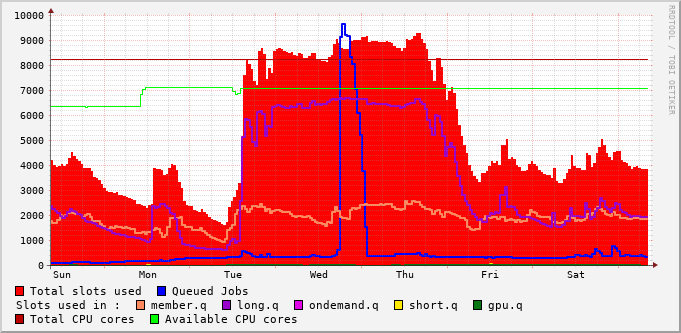 10000
9000
8000
7000
6000
5000
4000
3000
2000
1000
0
Sun Mon Tue Wed Thu Fri Sat
RRDTOOL / TOBI OETIKER
Total slots used Queued Jobs
Slots used in : member.q long.q ondemand.q short.q gpu.q
Total CPU cores Available CPU cores